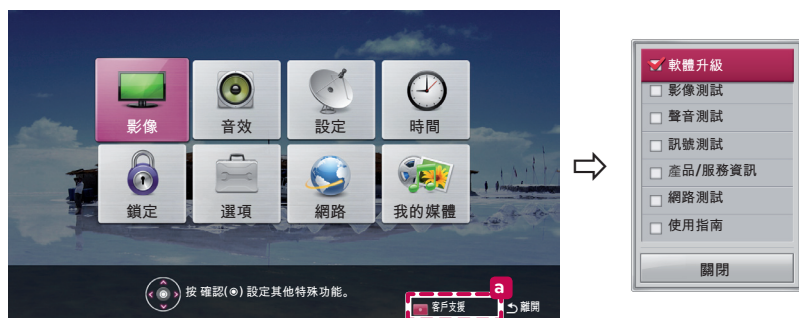 影像 音效 設定 時間
鎖定 選項 網路 我的媒體
按 確認(◉) 設定其他特殊功能。
a
客戶支援 離開
軟體升級
影像測試
聲音測試
訊號測試
產品/服務資訊
網路測試
使用指南
關閉